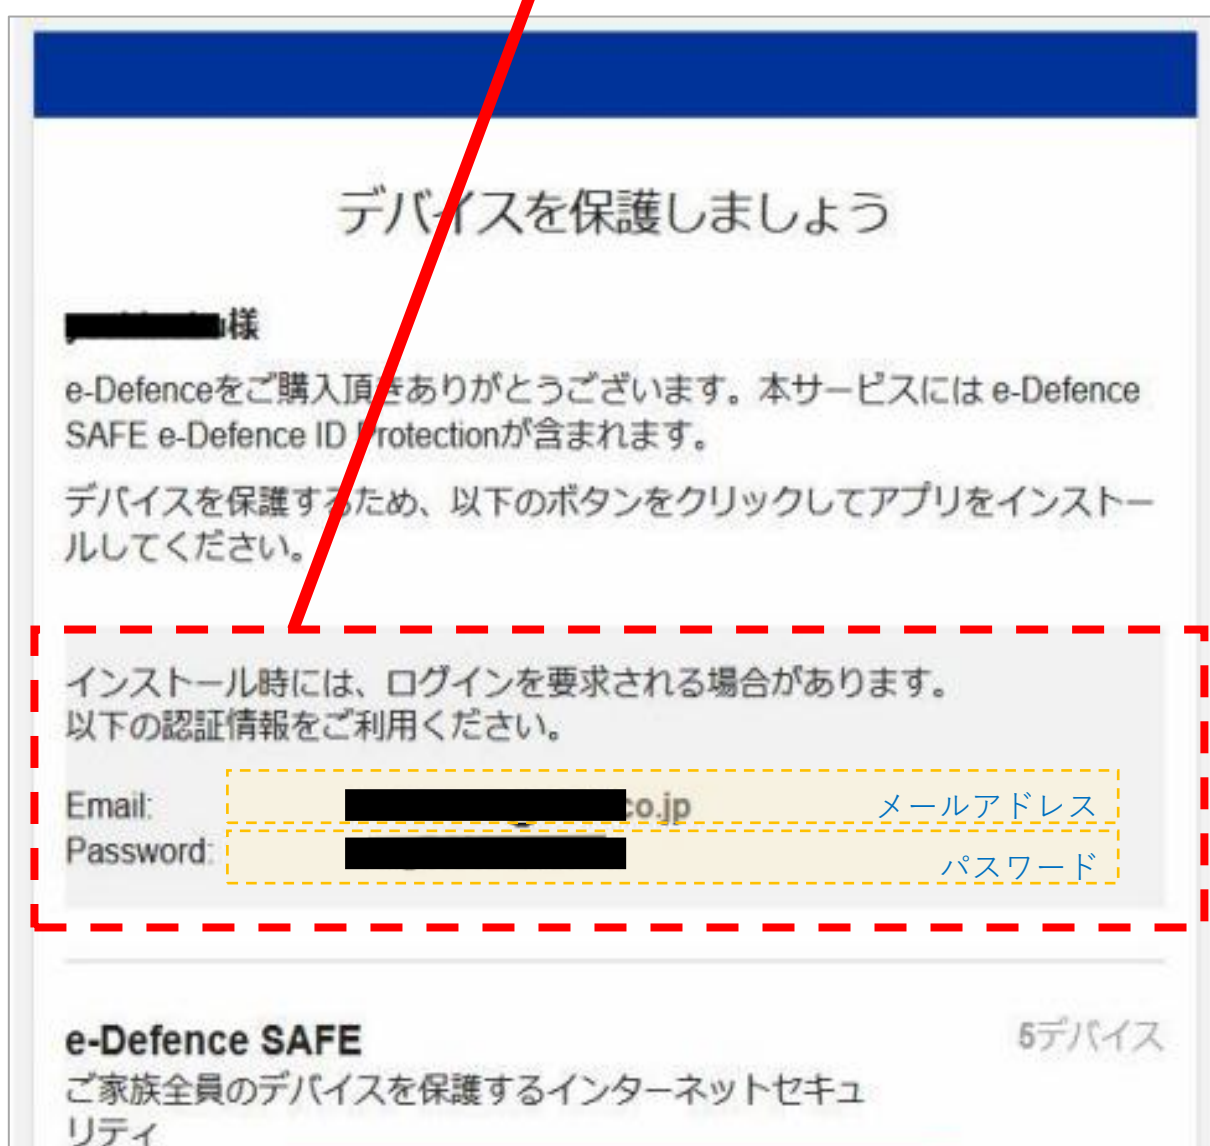 デバイスを保護しましょう
様
e-Defenceをご購入頂きありがとうございます。本サービスには e-Defence
SAFE e-Defence ID Protectionが含まれます。
デバイスを保護するため、以下のボタンをクリックしてアプリをインストー
ルしてください。
インストール時には、ログインを要求される場合があります。
以下の認証情報をご利用ください。
Email: co.jp メールアドレス
Password: パスワード
e-Defence SAFE 5デバイス
ご家族全員のデバイスを保護するインターネットセキュ
リティ